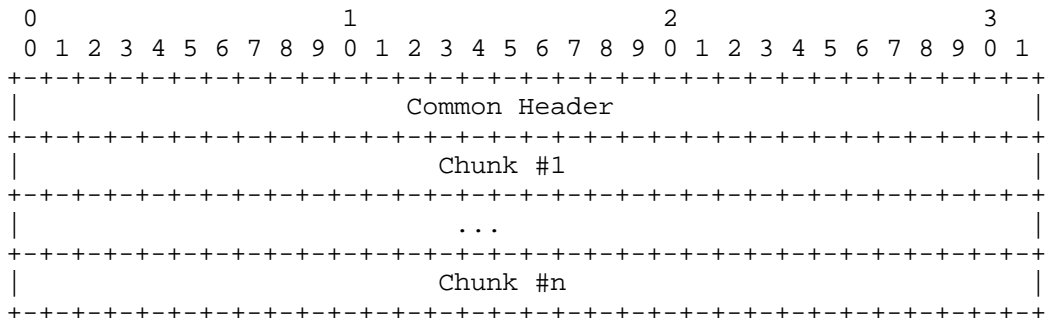 0                   1                   2                   3
 0 1 2 3 4 5 6 7 8 9 0 1 2 3 4 5 6 7 8 9 0 1 2 3 4 5 6 7 8 9 0 1
+-+-+-+-+-+-+-+-+-+-+-+-+-+-+-+-+-+-+-+-+-+-+-+-+-+-+-+-+-+-+-+-+
|                        Common Header                          |
+-+-+-+-+-+-+-+-+-+-+-+-+-+-+-+-+-+-+-+-+-+-+-+-+-+-+-+-+-+-+-+-+
|                          Chunk #1                             |
+-+-+-+-+-+-+-+-+-+-+-+-+-+-+-+-+-+-+-+-+-+-+-+-+-+-+-+-+-+-+-+-+
|                           ...                                 |
+-+-+-+-+-+-+-+-+-+-+-+-+-+-+-+-+-+-+-+-+-+-+-+-+-+-+-+-+-+-+-+-+
|                          Chunk #n                             |
+-+-+-+-+-+-+-+-+-+-+-+-+-+-+-+-+-+-+-+-+-+-+-+-+-+-+-+-+-+-+-+-+